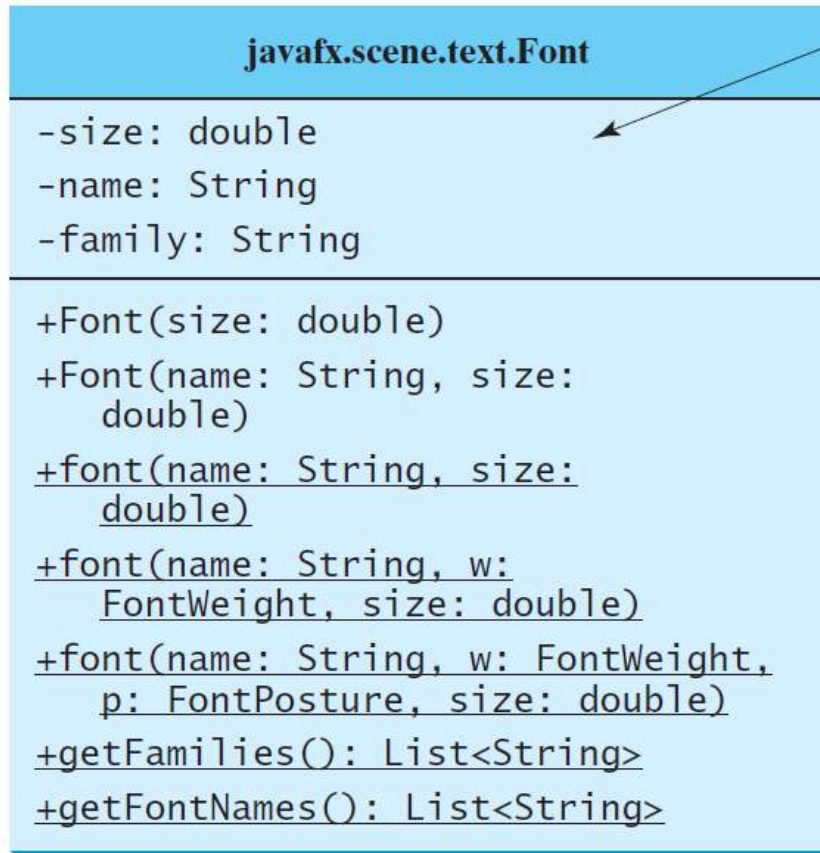 javafx.scene.text.Font
-size: double
-name: String
-family: String
+Font(size: double)
+Font(name: String, size:
double)
+font(name: String, size:
double)
+font(name: String, w:
FontWeight, size: double)
+font(name: String, w: FontWeight,
p: FontPosture, size: double)
+getFamilies(): List<String>
+getFontNames(): List<String>